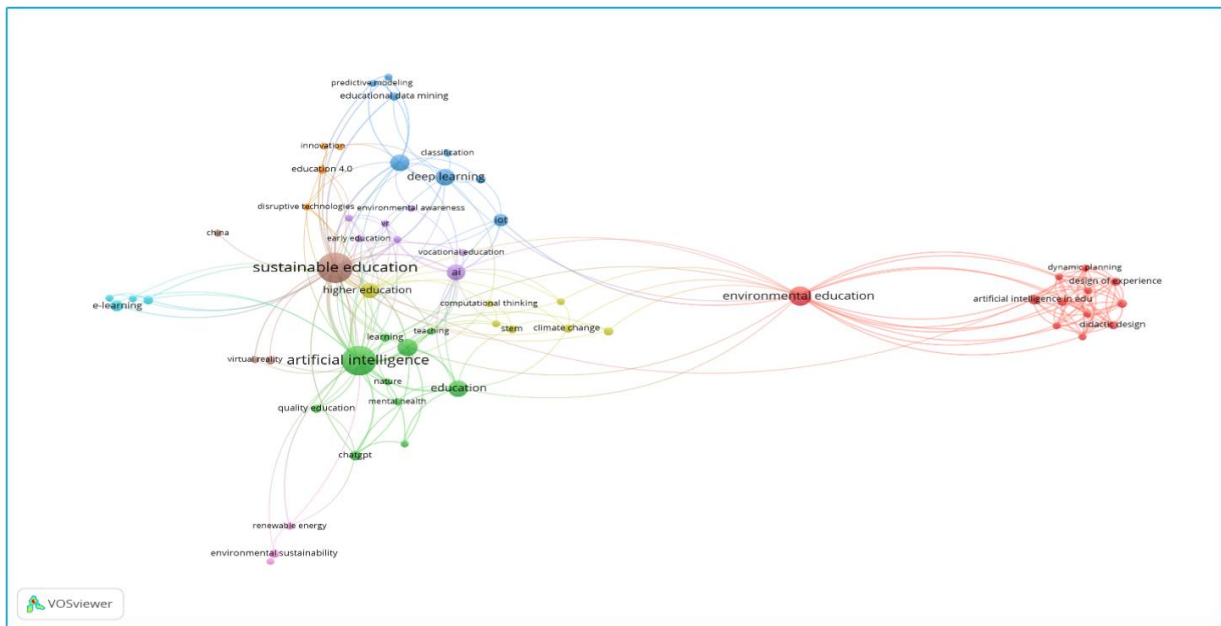 predictive modeling
educational data mining
innovation
classification
education 4.0
deep learning
disruptive technologies
environmental awareness
vr
iot
china
early education
vocational education
sustainable education
ai
dynamic planning
design of experience
higher education
environmental education
artificial intelligence in edu
e-learning
computational thinking
teaching
stem
climate change
didactic design
learning
virtual reality
artificial intelligence
nature
education
quality education
mental health
chatgpt
renewable energy
environmental sustainability
VOSviewer